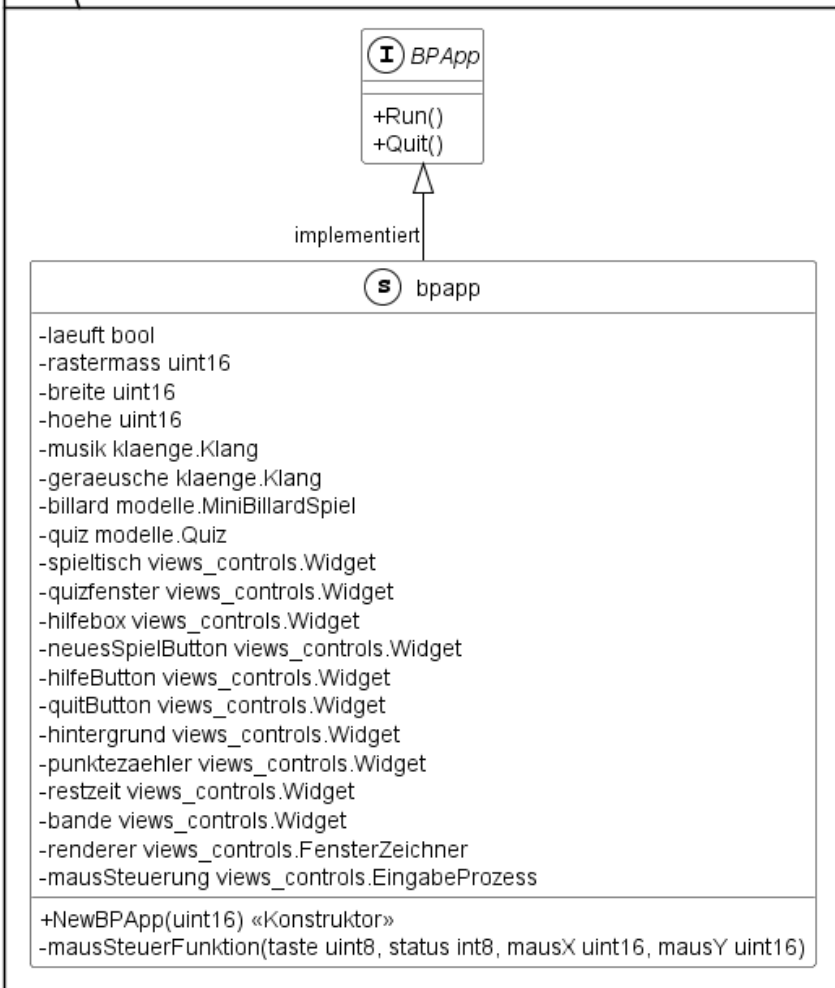 I BPApp
+Run()
+Quit()
implementiert
S bpapp
-laeuft bool
-rastermass uint16
-breite uint16
-hoehe uint16
-musik klaenge.Klang
-geraeusche klaenge.Klang
-billard modelle.MiniBillardSpiel
-quiz modelle.Quiz
-spieltisch views_controls.Widget
-quizfenster views_controls.Widget
-hilfebox views_controls.Widget
-neuesSpielButton views_controls.Widget
-hilfeButton views_controls.Widget
-quitButton views_controls.Widget
-hintergrund views_controls.Widget
-punktezaehler views_controls.Widget
-restzeit views_controls.Widget
-bande views_controls.Widget
-renderer views_controls.FensterZeichner
-mausSteuerung views_controls.EingabeProzess
+NewBPApp(uint16) «Konstruktor»
-mausSteuerFunktion(taste uint8, status int8, mausX uint16, mausY uint16)